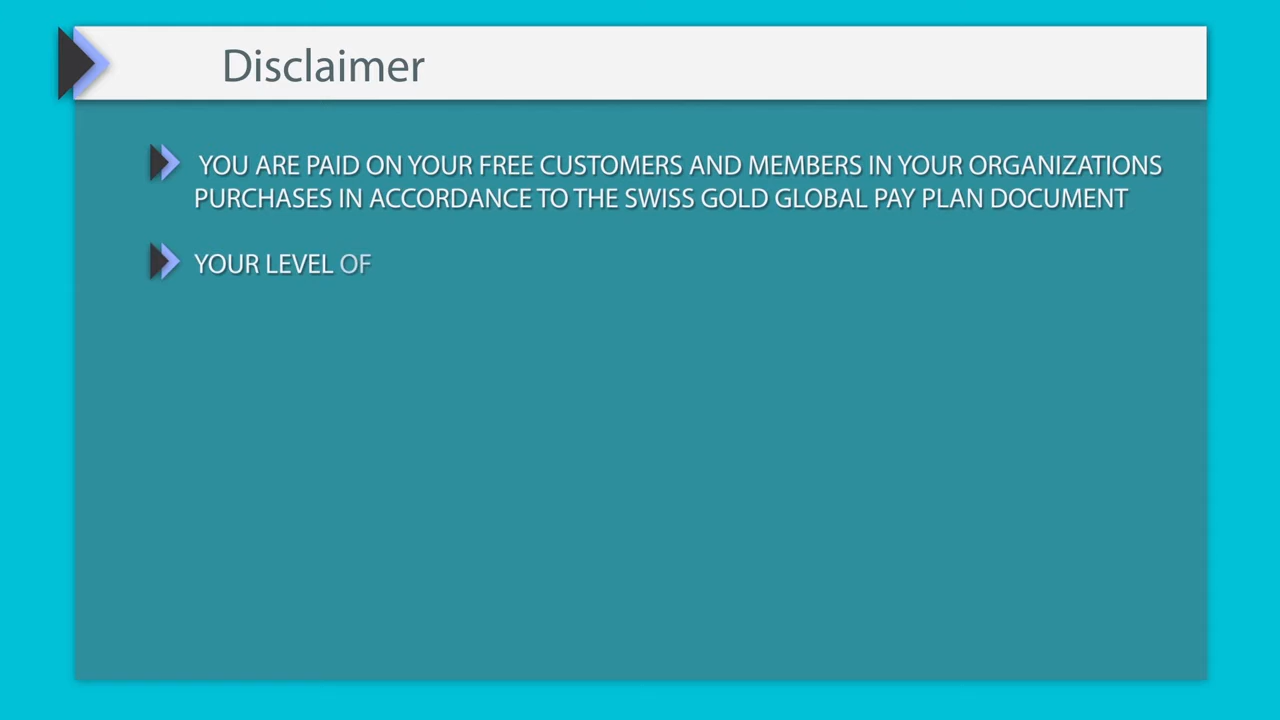 Disclaimer
YOU ARE PAID ON YOUR FREE CUSTOMERS AND MEMBERS IN YOUR ORGANIZATIONS
PURCHASES IN ACCORDANCE TO THE SWISS GOLD GLOBAL PAY PLAN DOCUMENT
YOUR LEVEL OF